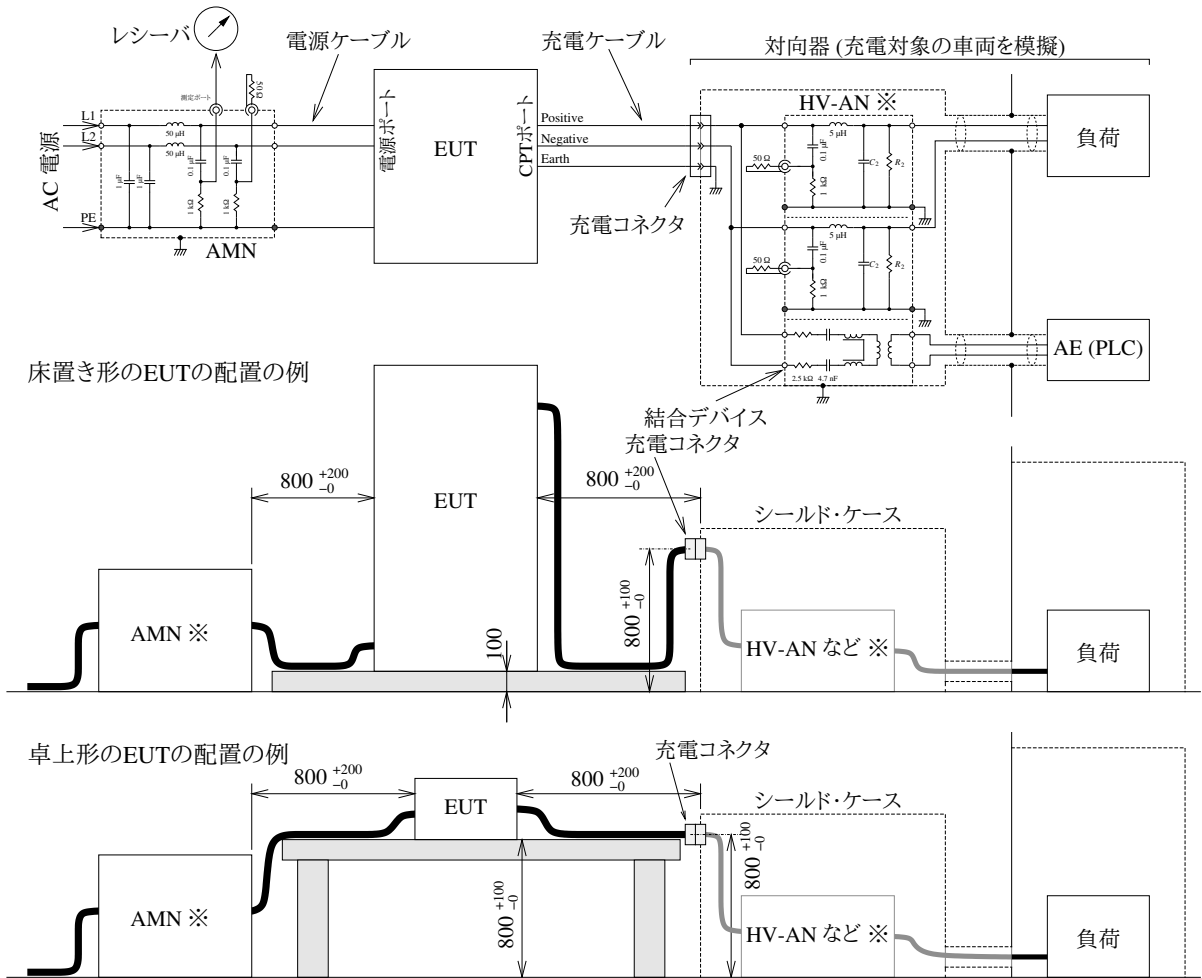 レシーバ
電源ケーブル
充電ケーブル
対向器 (充電対象の車両を模擬)
測定ポート
50 Ω
L1
L2
PE
AC 電源
50 µH
50 µH
1 µF
1 µF
0.1 µF
0.1 µF
1 kΩ
1 kΩ
AMN
電源ポート
EUT
CPTポート
Positive
Negative
Earth
充電コネクタ
HV-AN ※
5 µH
0.1 µF
50 Ω
1 kΩ
C2
R2
5 µH
0.1 µF
50 Ω
1 kΩ
C2
R2
2.5 kΩ
4.7 nF
結合デバイス
負荷
AE (PLC)
床置き形のEUTの配置の例
充電コネクタ
800 +200 −0
EUT
800 +200 −0
シールド・ケース
AMN ※
100
800 +100 −0
HV-AN など ※
負荷
卓上形のEUTの配置の例
充電コネクタ
800 +200 −0
EUT
800 +200 −0
シールド・ケース
AMN ※
800 +100 −0
800 +100 −0
HV-AN など ※
負荷